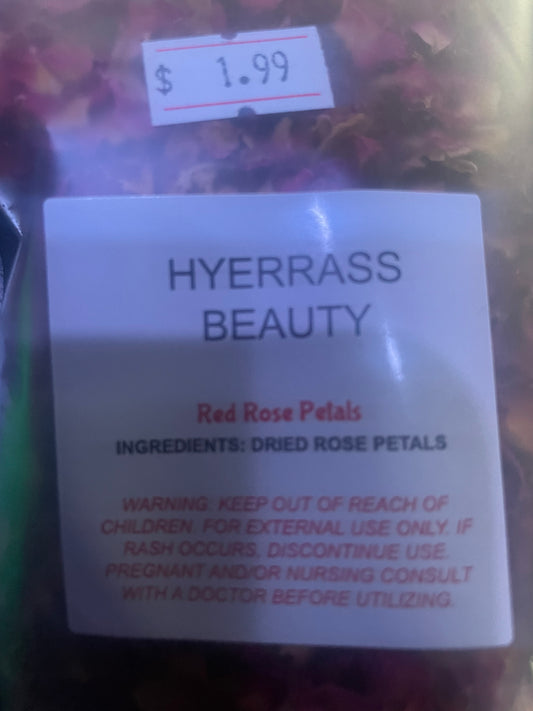 $ 1.99
HYERRASS
BEAUTY
Red Rose Petals
INGREDIENTS: DRIED ROSE PETALS
WARNING: KEEP OUT OF REACH OF
CHILDREN. FOR EXTERNAL USE ONLY. IF
RASH OCCURS, DISCONTINUE USE.
PREGNANT AND/OR NURSING CONSULT
WITH A DOCTOR BEFORE UTILIZING.